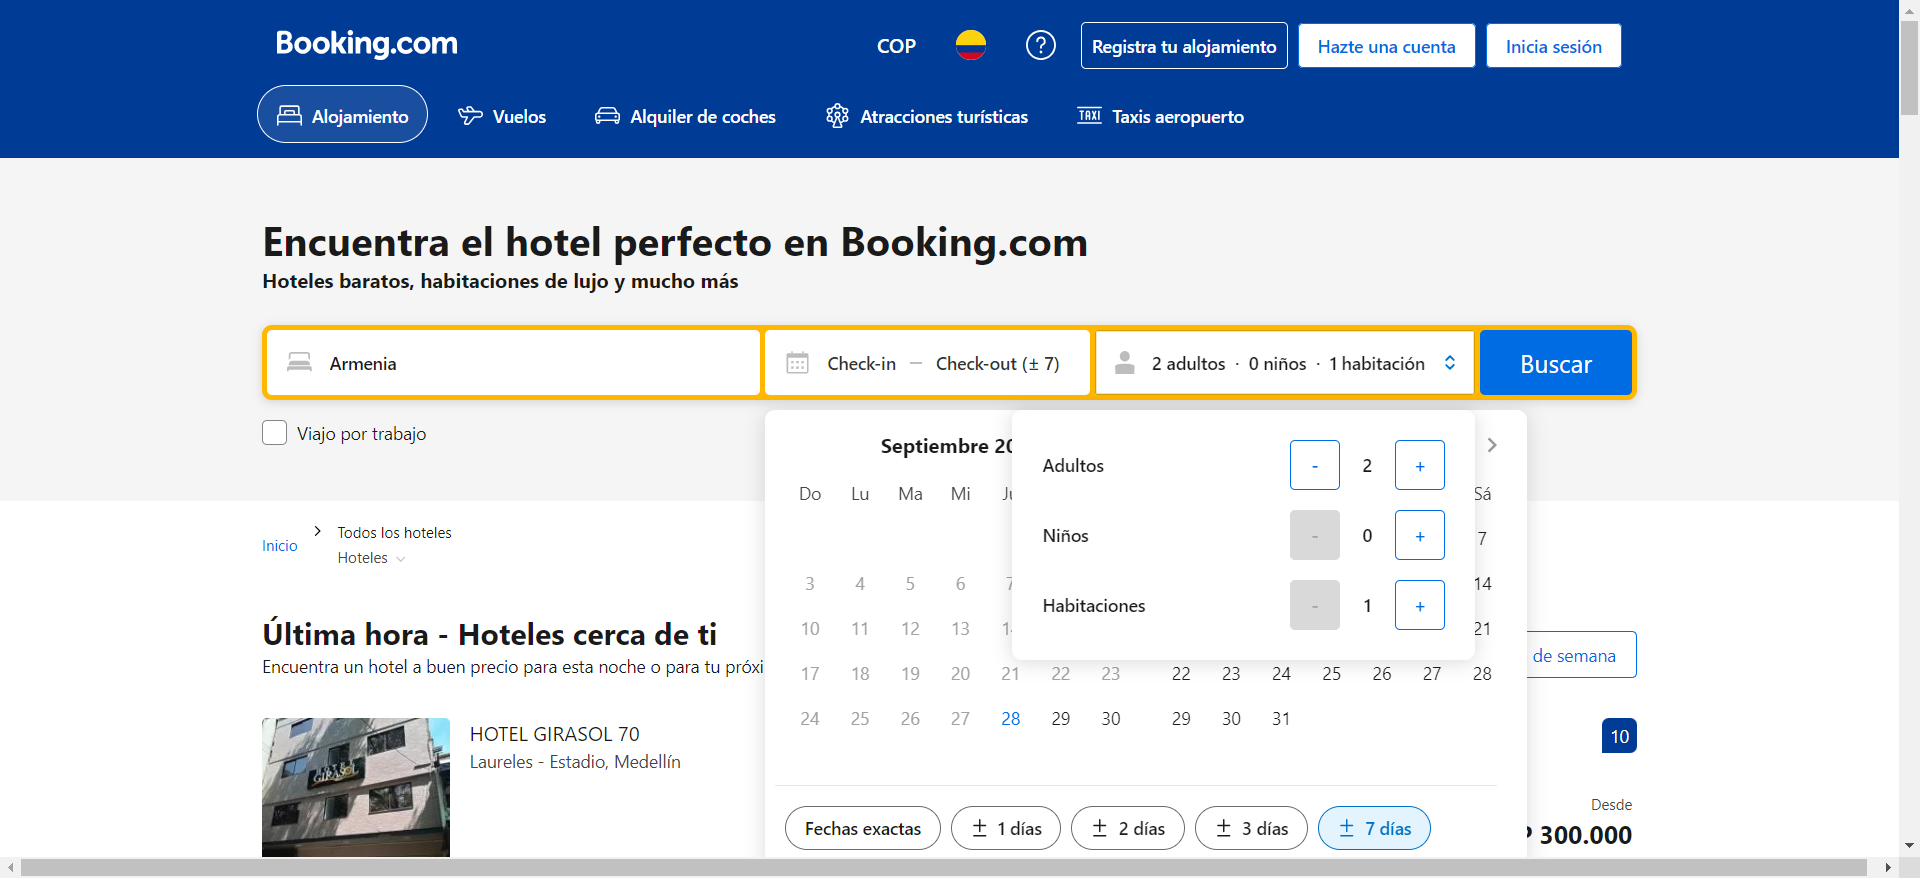 Booking.com
COP
Registra tu alojamiento
Hazte una cuenta
Inicia sesión
Alojamiento
Vuelos
Alquiler de coches
Atracciones turísticas
TAXI Taxis aeropuerto
Encuentra el hotel perfecto en Booking.com
Hoteles baratos, habitaciones de lujo y mucho más
Armenia
Check-in — Check-out (± 7)
2 adultos · 0 niños · 1 habitación
Buscar
Viajo por trabajo
Septiembre 20
Do Lu Ma Mi Sá
7
3 4 5 6 7 14
10 11 12 13 21
17 18 19 20 21 22 23 22 23 24 25 26 27 28
24 25 26 27 28 29 30 29 30 31
Adultos - 2 +
Niños - 0 +
Habitaciones - 1 +
Fechas exactas
± 1 días
± 2 días
± 3 días
± 7 días
Inicio
Todos los hoteles
Hoteles
Última hora - Hoteles cerca de ti
Encuentra un hotel a buen precio para esta noche o para tu próxi
de semana
GIRASOL
HOTEL GIRASOL 70
Laureles - Estadio, Medellín
10
Desde
300.000